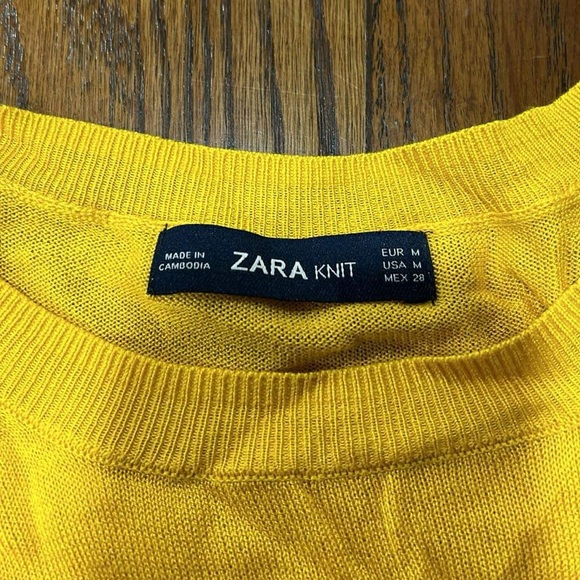 MADE IN
CAMBODIA
ZARA KNIT
EUR M
USA M
MEX 28